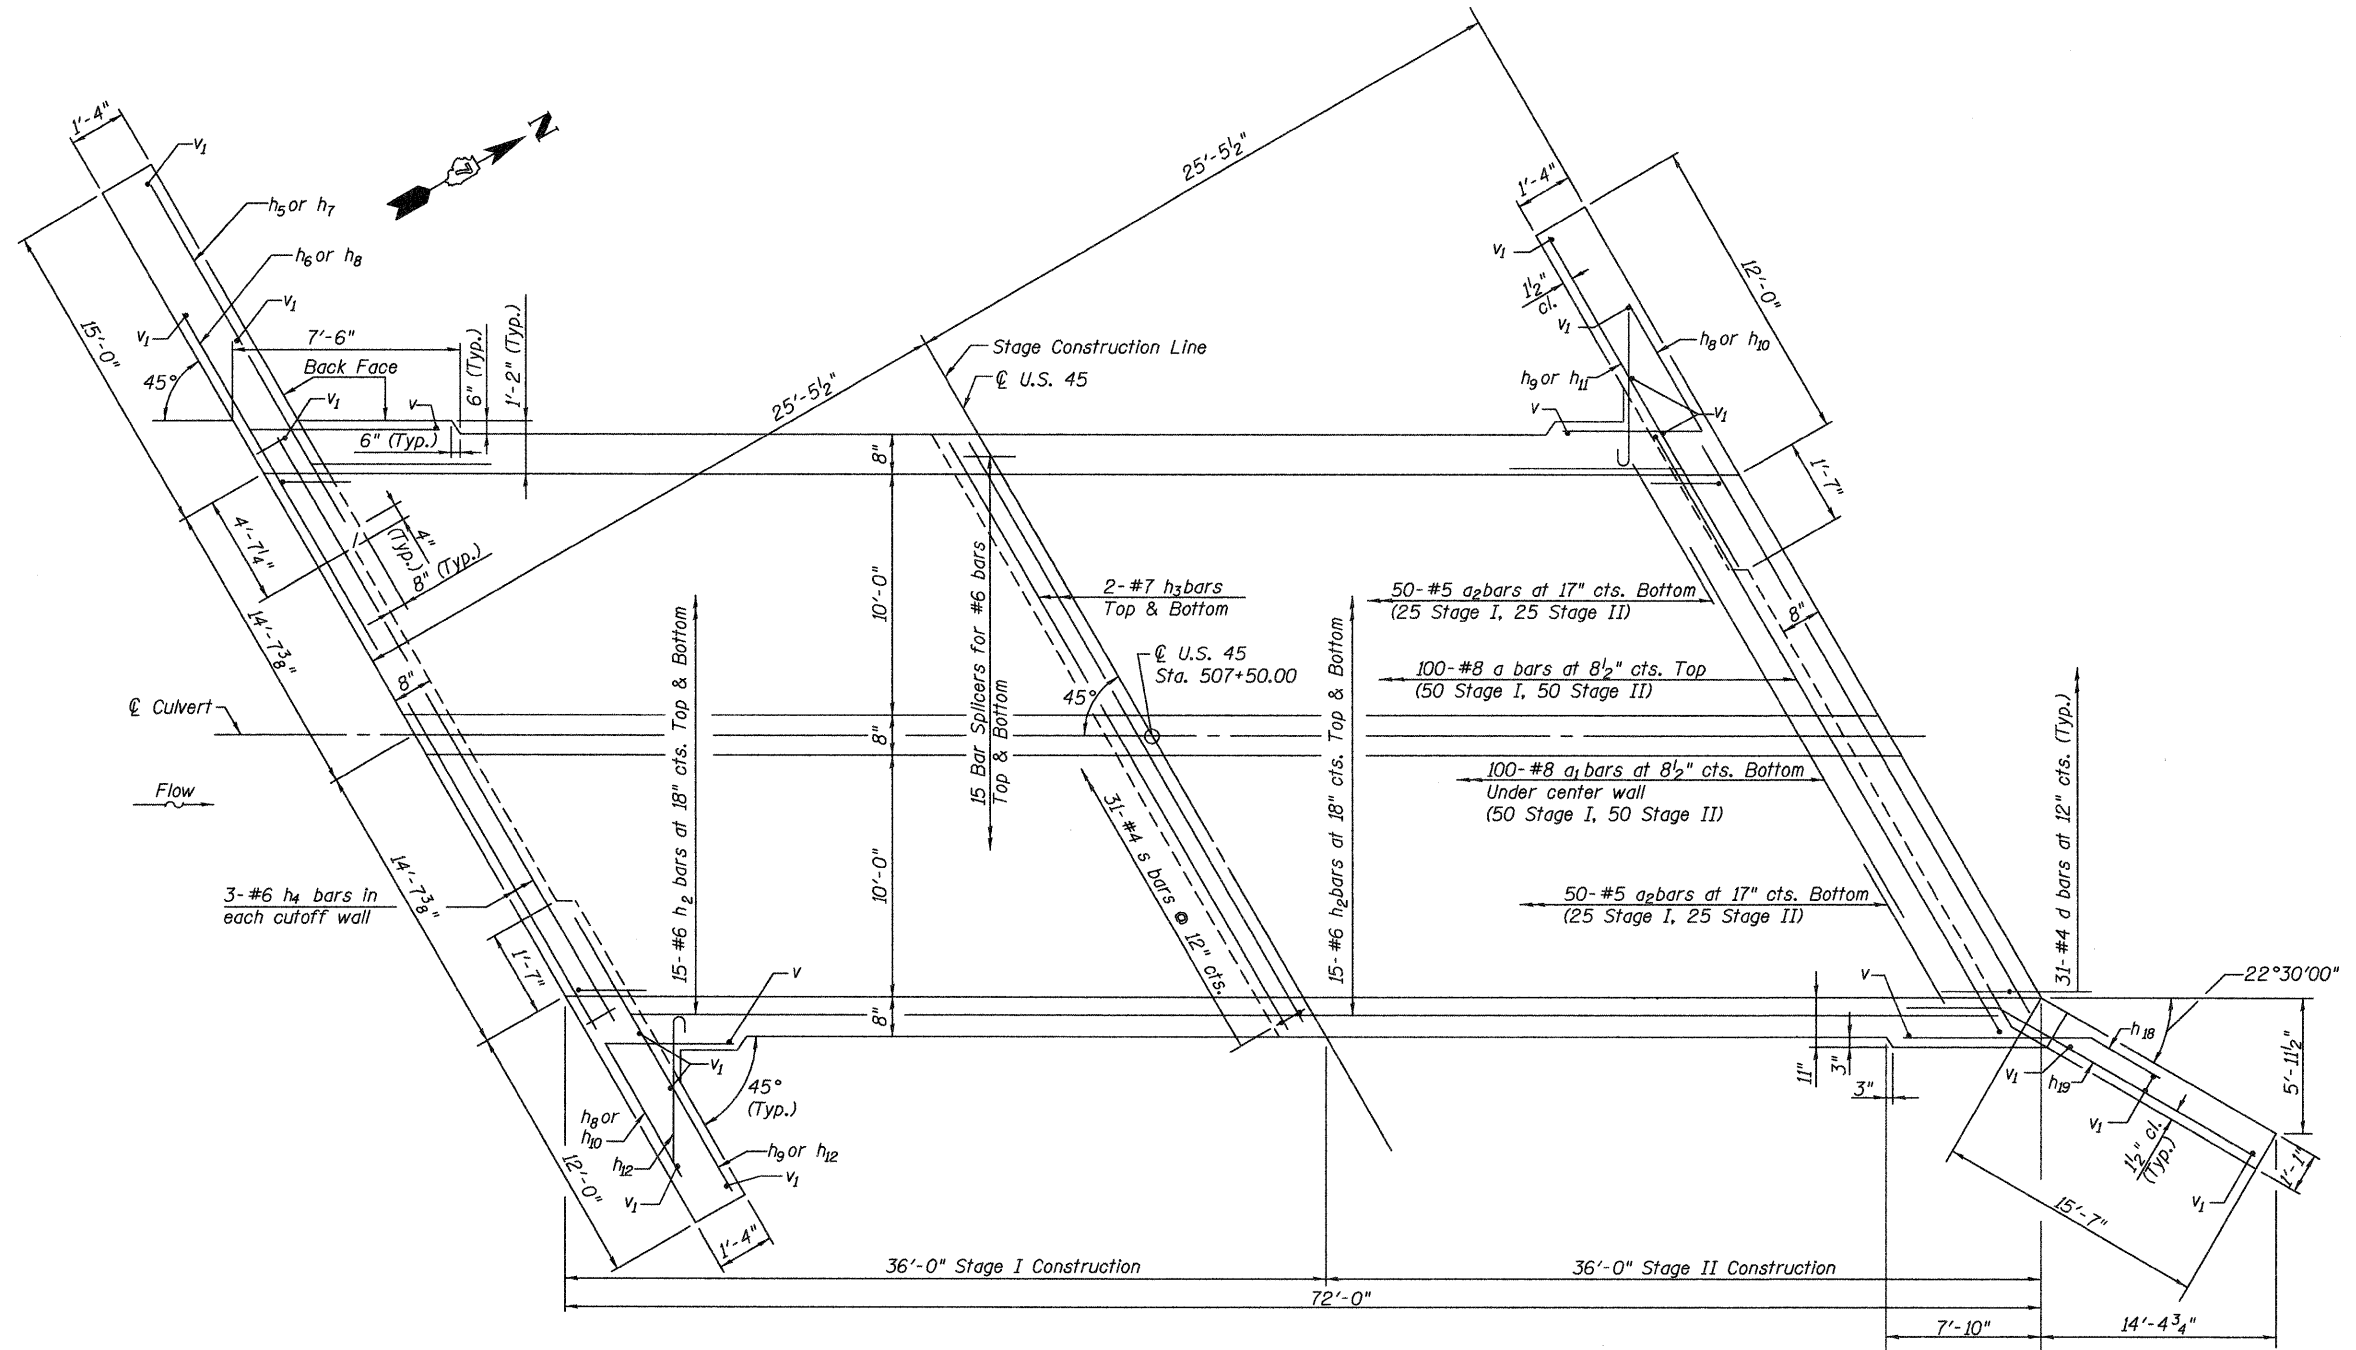 1'-4"
v1
h5 or h7
h6 or h8
v1
v1
15'-0"
45°
7'-6"
Back Face
v1
v
6" (Typ.)
6" (Typ.)
1'-2" (Typ.)
N
25'-5½"
25'-5½"
Stage Construction Line
℄ U.S. 45
1'-4"
v1
1½"
cl.
v1
12'-0"
h8 or h10
h9 or h11
v
v1
1'-7"
4'-7¼"
4"
(Typ.)
8" (Typ.)
8"
10'-0"
8"
10'-0"
8"
14'-7⅜"
14'-7⅜"
8"
℄ Culvert
Flow
15-#6 h2 bars at 18" cts. Top & Bottom
15 Bar Splicers for #6 bars
Top & Bottom
2-#7 h3 bars
Top & Bottom
℄ U.S. 45
Sta. 507+50.00
45°
31-#4 s bars @ 12" cts.
15-#6 h2 bars at 18" cts. Top & Bottom
50-#5 a2 bars at 17" cts. Bottom
(25 Stage I, 25 Stage II)
8"
100-#8 a bars at 8½" cts. Top
(50 Stage I, 50 Stage II)
100-#8 a1 bars at 8½" cts. Bottom
Under center wall
(50 Stage I, 50 Stage II)
50-#5 a2 bars at 17" cts. Bottom
(25 Stage I, 25 Stage II)
31-#4 d bars at 12" cts. (Typ.)
3-#6 h4 bars in
each cutoff wall
1'-7"
v
v1
45°
(Typ.)
h8 or
h10
h12
v1
h9 or h12
v1
12'-0"
1'-4"
v
22°30'00"
h18
11"
3"
3"
v1
h19
v1
1½" cl.
(Typ.)
v1
5'-11½"
1'-1"
15'-7"
36'-0" Stage I Construction
36'-0" Stage II Construction
72'-0"
7'-10"
14'-4¾"